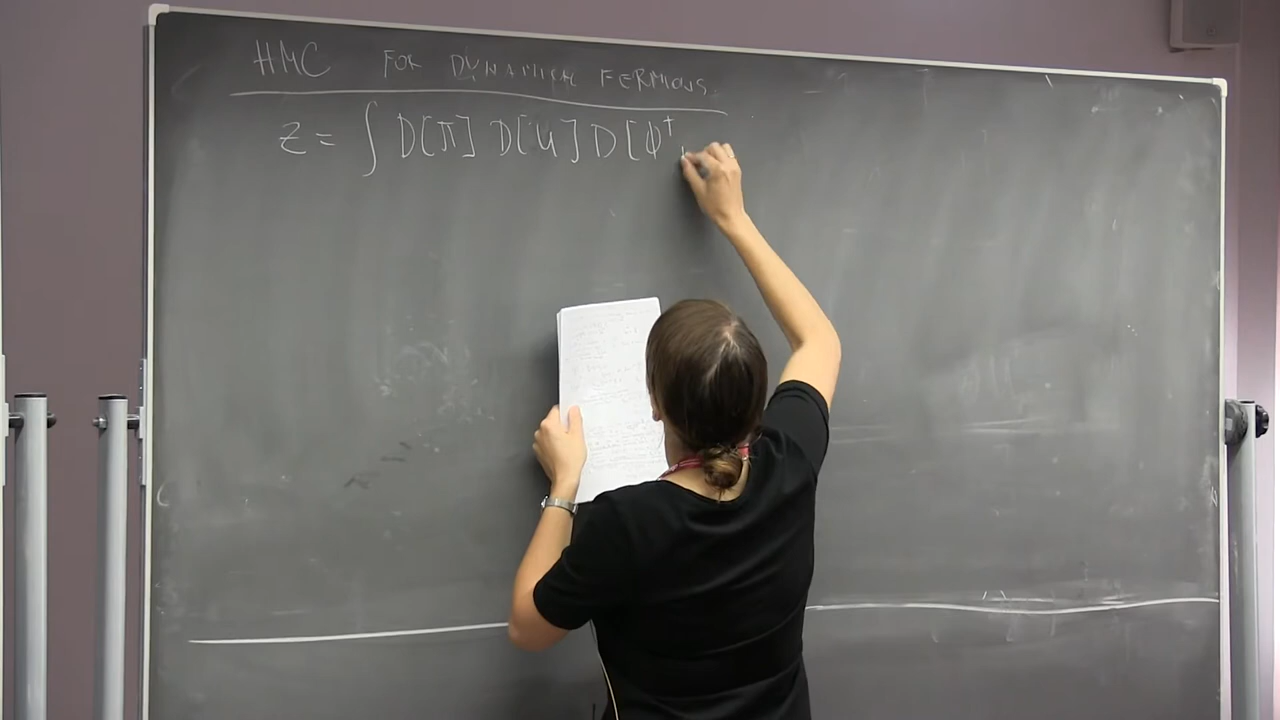 HMC FOR DYNAMICAL FERMIONS
Z = ∫ D[π] D[U] D[ϕ†,